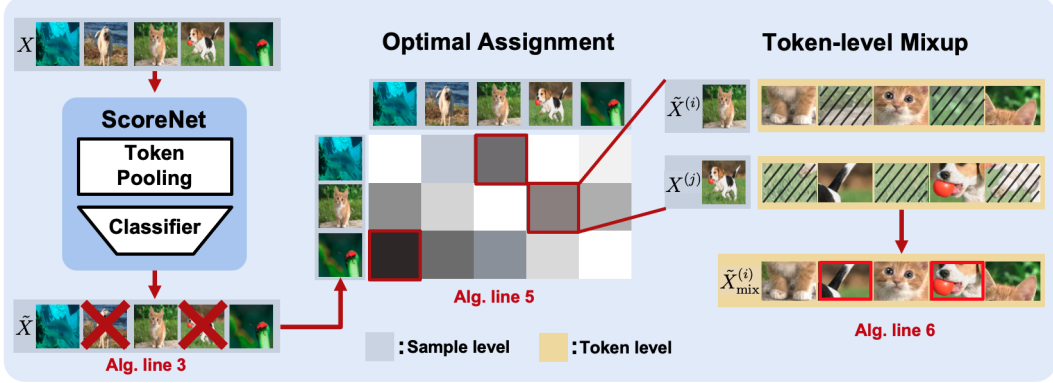 X
ScoreNet
Token
Pooling
Classifier
X̃
Alg. line 3
Optimal Assignment
Alg. line 5
: Sample level
: Token level
Token-level Mixup
X̃⁽ⁱ⁾
X⁽ʲ⁾
X̃⁽ⁱ⁾mix
Alg. line 6